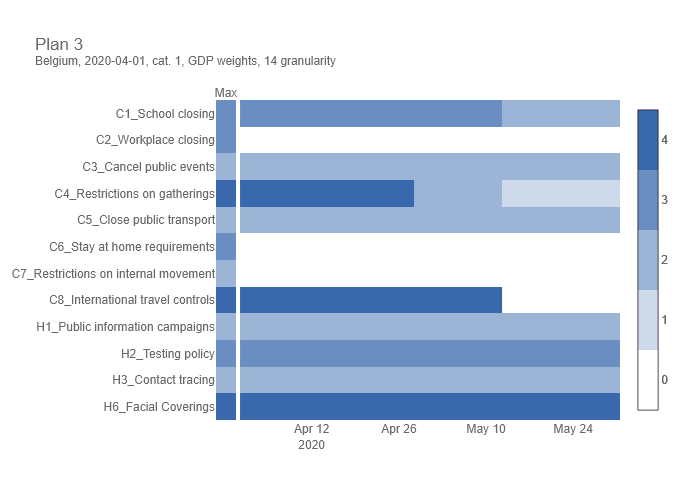 Plan 3
Belgium, 2020-04-01, cat. 1, GDP weights, 14 granularity
Max
C1_School closing
C2_Workplace closing
C3_Cancel public events
C4_Restrictions on gatherings
C5_Close public transport
C6_Stay at home requirements
C7_Restrictions on internal movement
C8_International travel controls
H1_Public information campaigns
H2_Testing policy
H3_Contact tracing
H6_Facial Coverings
4
3
2
1
0
Apr 12 Apr 26 May 10 May 24
2020